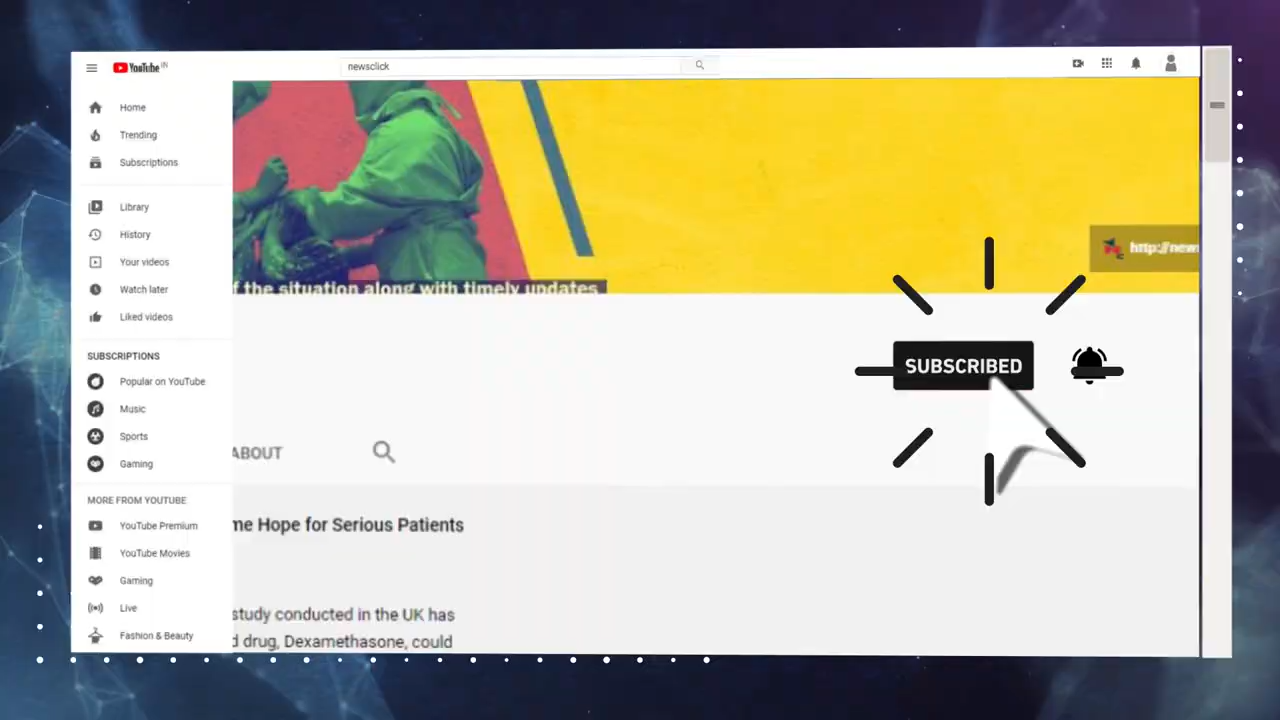 YouTube IN
newsclick
Home
Trending
Subscriptions
Library
History
Your videos
Watch later
Liked videos
SUBSCRIPTIONS
Popular on YouTube
Music
Sports
Gaming
MORE FROM YOUTUBE
YouTube Premium
YouTube Movies
Gaming
Live
Fashion & Beauty
f the situation along with timely updates
http://new
SUBSCRIBED
ABOUT
me Hope for Serious Patients
study conducted in the UK has
d drug, Dexamethasone, could